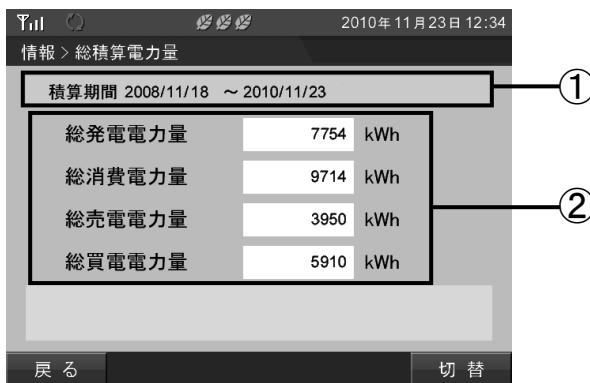 2010年11月23日 12:34
情報 > 総積算電力量
積算期間 2008/11/18 ～ 2010/11/23
①
総発電電力量 7754 kWh
総消費電力量 9714 kWh
総売電電力量 3950 kWh
②
総買電電力量 5910 kWh
戻る 切替